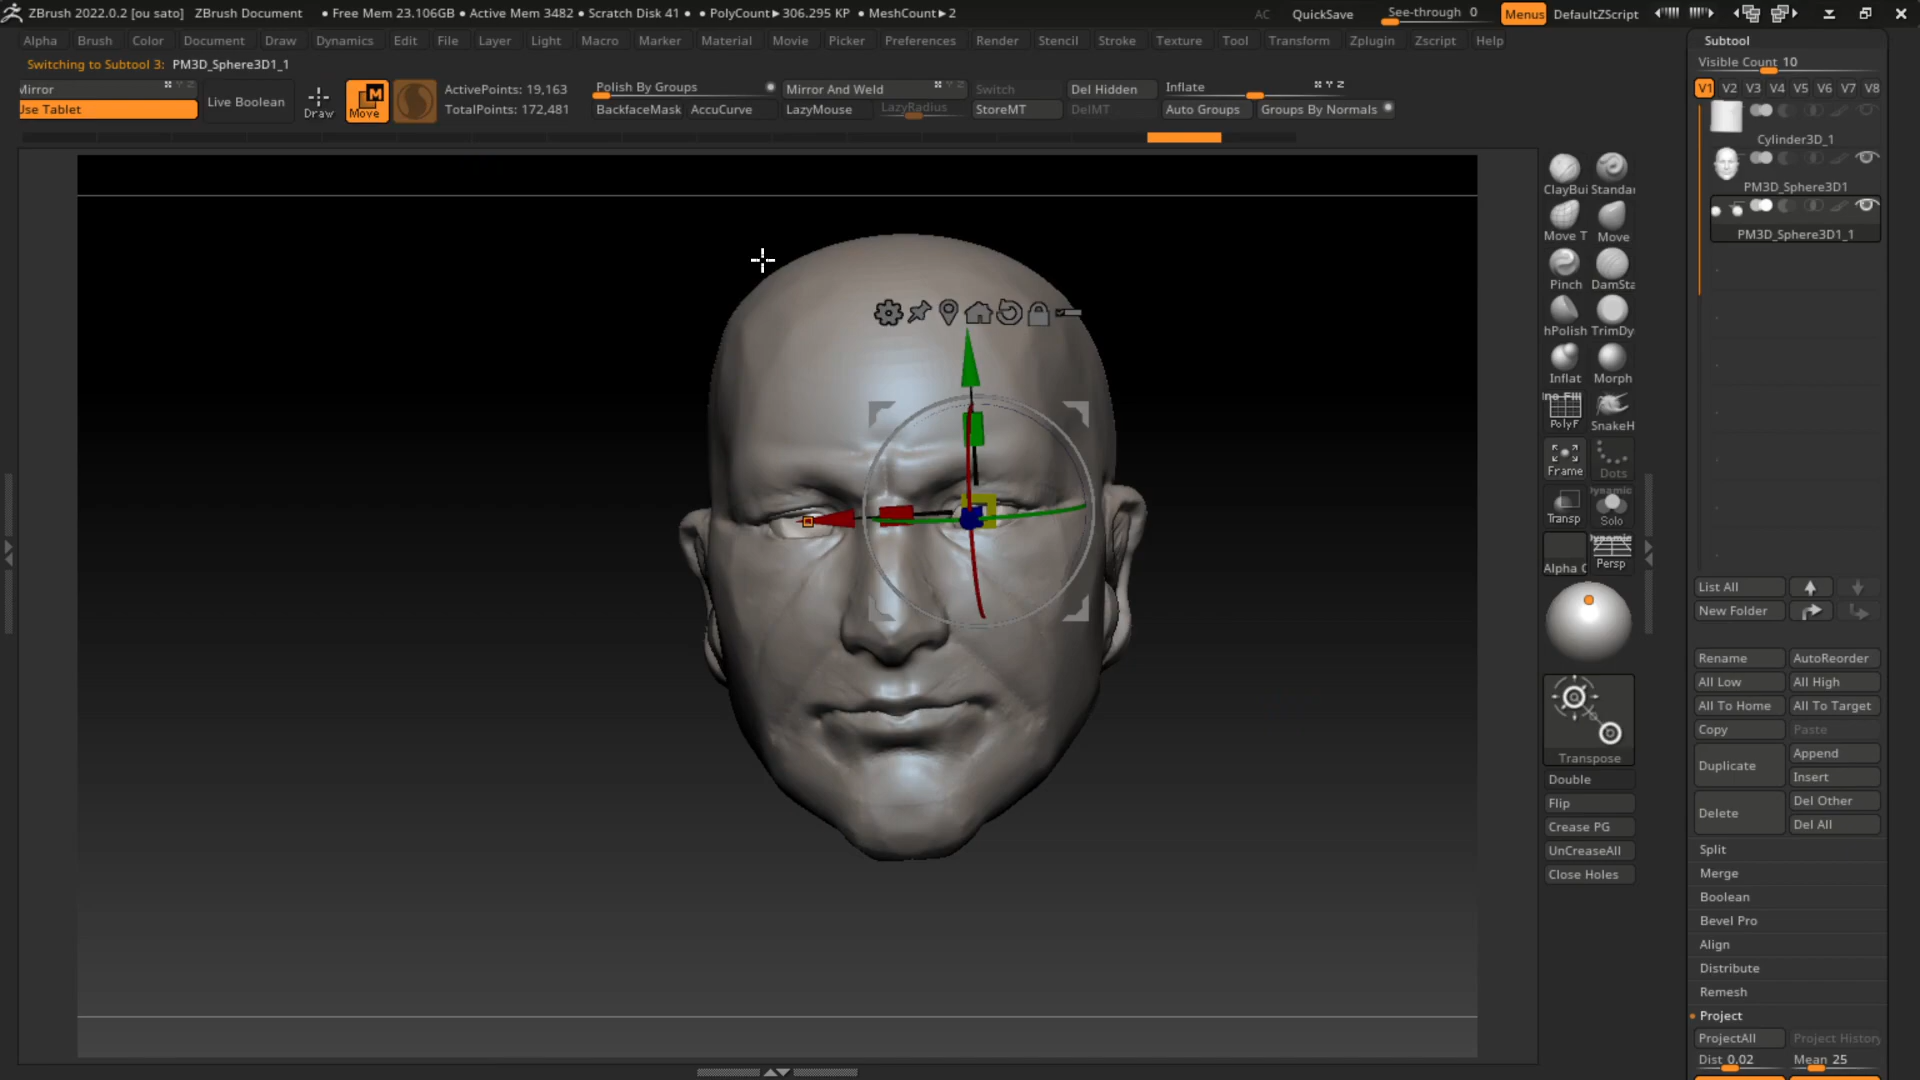 ZBrush 2022.0.2 [ou sato] ZBrush Document • Free Mem 23.106GB • Active Mem 3482 • Scratch Disk 41 • • PolyCount▸306.295 KP • MeshCount▸2 AC QuickSave See-through 0 Menus DefaultZScript
Alpha Brush Color Document Draw Dynamics Edit File Layer Light Macro Marker Material Movie Picker Preferences Render Stencil Stroke Texture Tool Transform Zplugin Zscript Help
Switching to Subtool 3: PM3D_Sphere3D1_1
Mirror
Use Tablet
Live Boolean
Draw
M
Move
ActivePoints: 19,163
TotalPoints: 172,481
Polish By Groups
BackfaceMask AccuCurve
Mirror And Weld
LazyMouse LazyRadius
Switch
StoreMT
Del Hidden
DelMT
Inflate
Auto Groups Groups By Normals
Subtool
Visible Count 10
V1 V2 V3 V4 V5 V6 V7 V8
Cylinder3D_1
PM3D_Sphere3D1
PM3D_Sphere3D1_1
ClayBui Standar
Move T Move
Pinch DamSta
hPolish TrimDy
Inflat Morph
PolyF SnakeH
Frame Dots
Transp Dynamic Solo
Alpha Dynamic Persp
Transpose
Double
Flip
Crease PG
UnCreaseAll
Close Holes
List All
New Folder
Rename AutoReorder
All Low All High
All To Home All To Target
Copy Paste
Duplicate Append
Insert
Delete Del Other
Del All
Split
Merge
Boolean
Bevel Pro
Align
Distribute
Remesh
Project
ProjectAll Project History
Dist 0.02 Mean 25